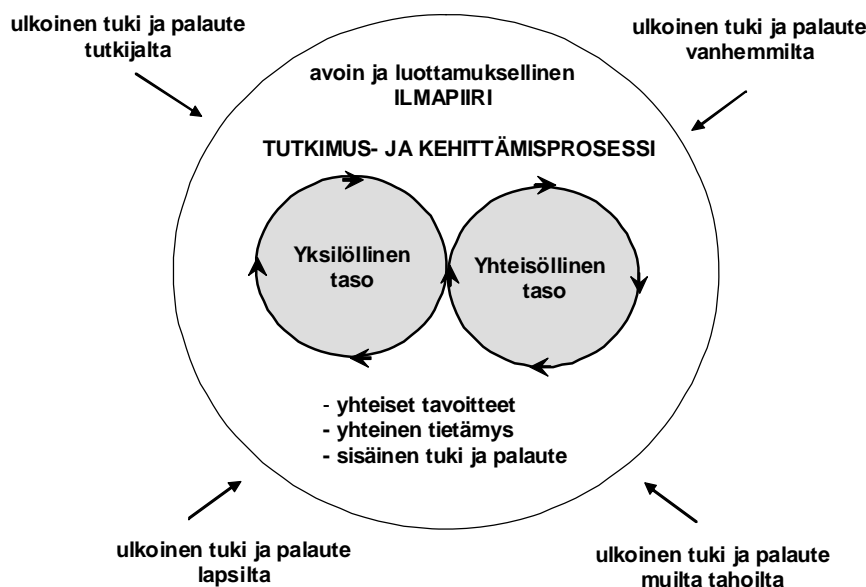 ulkoinen tuki ja palaute
tutkijalta
ulkoinen tuki ja palaute
vanhemmilta
avoin ja luottamuksellinen
ILMAPIIRI
TUTKIMUS- JA KEHITTÄMISPROSESSI
Yksilöllinen
taso
Yhteisöllinen
taso
- yhteiset tavoitteet
- yhteinen tietämys
- sisäinen tuki ja palaute
ulkoinen tuki ja palaute
lapsilta
ulkoinen tuki ja palaute
muilta tahoilta